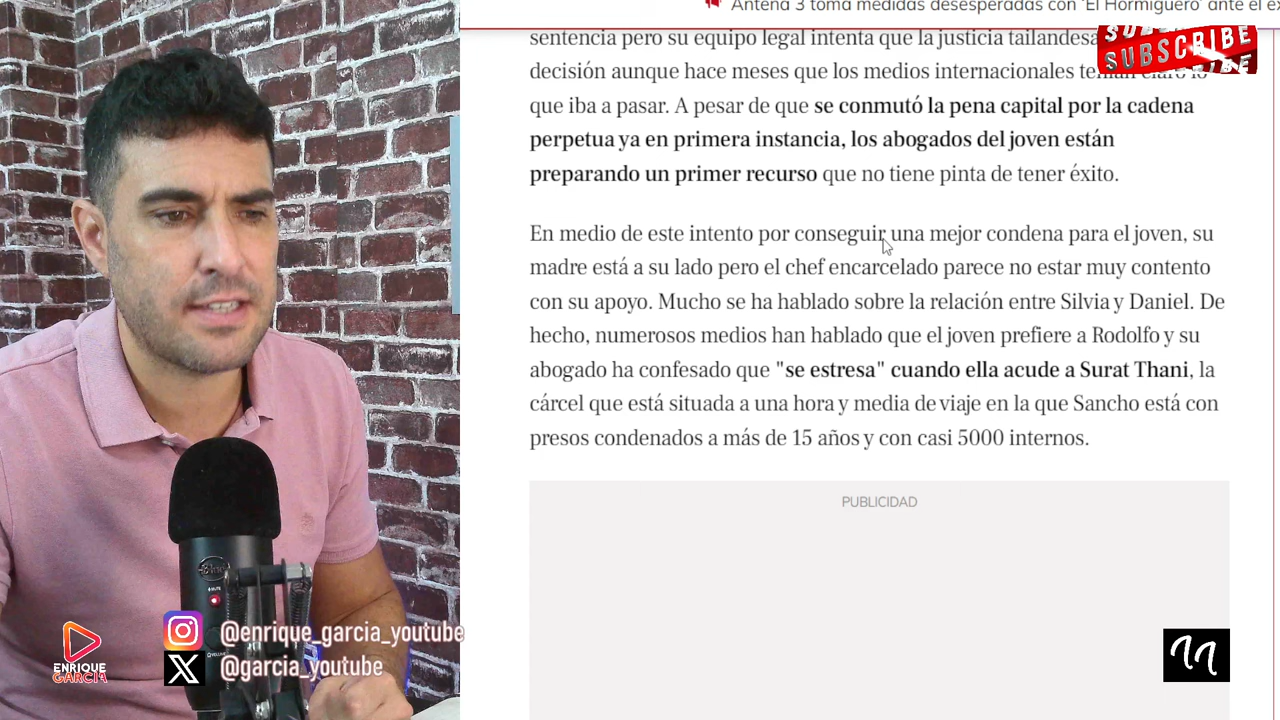 Antena 3 toma medidas desesperadas con 'El Hormiguero' ante el
SUBSCRIBE
sentencia pero su equipo legal intenta que la justicia tailandesa
decisión aunque hace meses que los medios internacionales tenían claro lo
que iba a pasar. A pesar de que se conmutó la pena capital por la cadena
perpetua ya en primera instancia, los abogados del joven están
preparando un primer recurso que no tiene pinta de tener éxito.
En medio de este intento por conseguir una mejor condena para el joven, su
madre está a su lado pero el chef encarcelado parece no estar muy contento
con su apoyo. Mucho se ha hablado sobre la relación entre Silvia y Daniel. De
hecho, numerosos medios han hablado que el joven prefiere a Rodolfo y su
abogado ha confesado que "se estresa" cuando ella acude a Surat Thani, la
cárcel que está situada a una hora y media de viaje en la que Sancho está con
presos condenados a más de 15 años y con casi 5000 internos.
PUBLICIDAD
Blue
MUTE
@enrique_garcia_youtube
@garcia_youtube
ENRIQUE
GARCIA